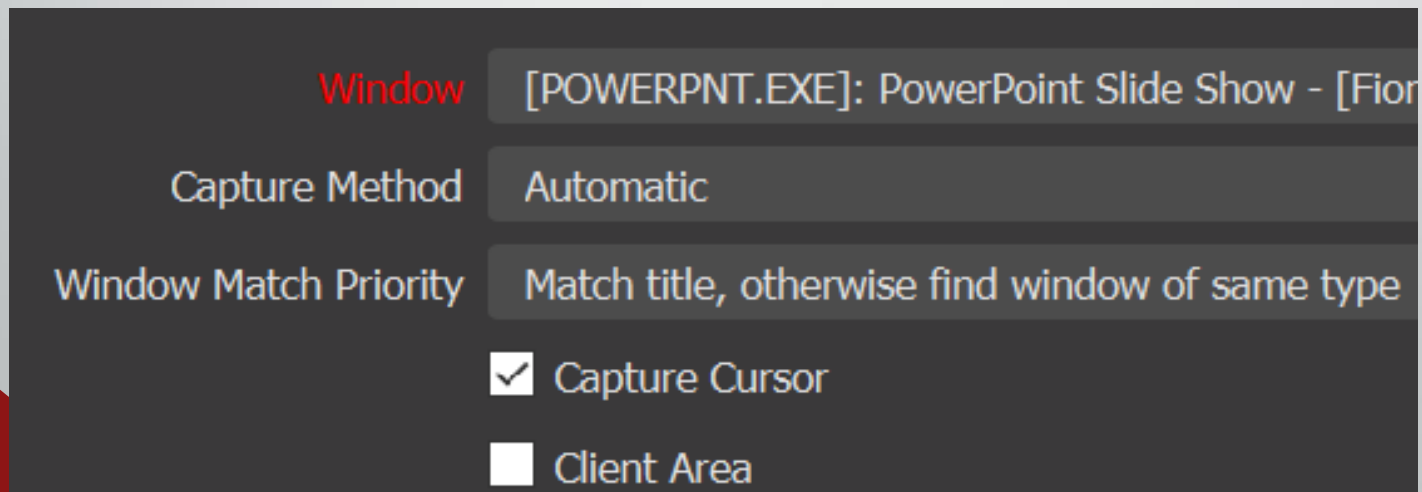 Window [POWERPNT.EXE]: PowerPoint Slide Show - [Fior
Capture Method Automatic
Window Match Priority Match title, otherwise find window of same type
Capture Cursor
Client Area